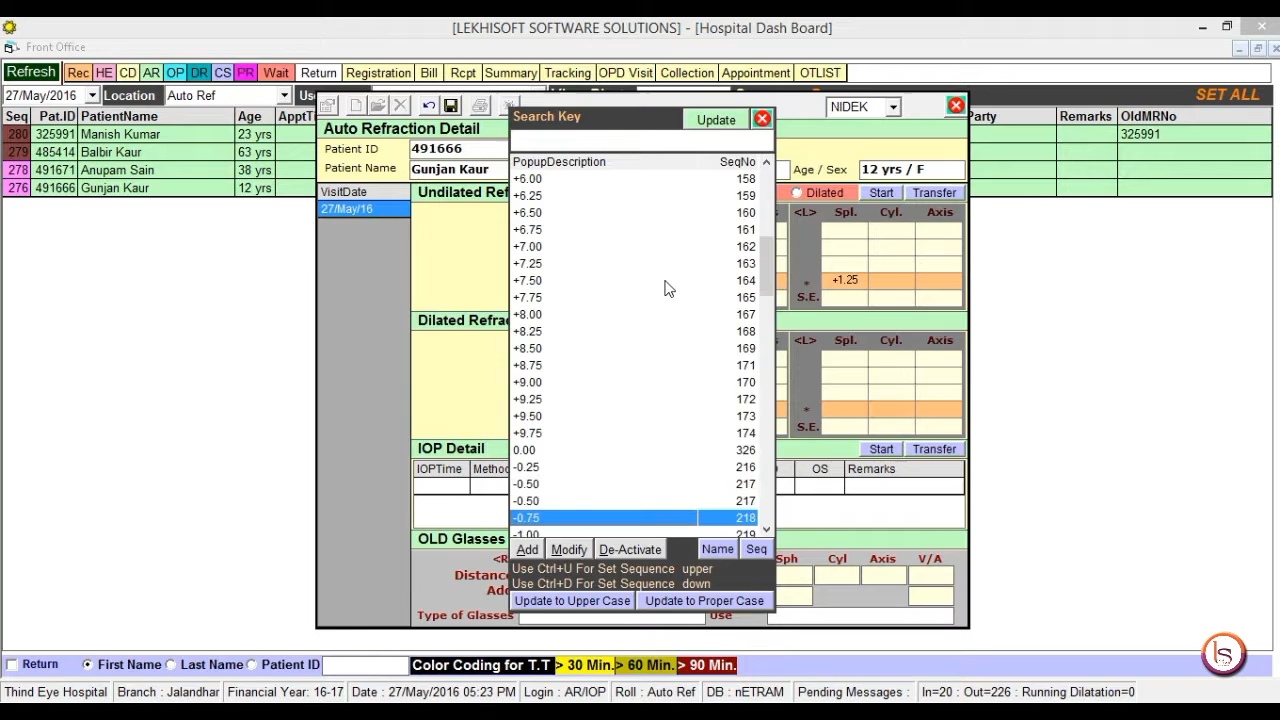 [LEKHISOFT SOFTWARE SOLUTIONS] - [Hospital Dash Board]
Front Office
Refresh Rec HE CD AR OP DR CS PR Wait Return Registration Bill Rcpt Summary Tracking OPD Visit Collection Appointment OTLIST
27/May/2016 Location Auto Ref
SET ALL
Seq Pat.ID PatientName Age Party Remarks OldMRNo
280 325991 Manish Kumar 23 yrs 325991
279 485414 Balbir Kaur 63 yrs
278 491671 Anupam Sain 38 yrs
276 491666 Gunjan Kaur 12 yrs
NIDEK
Auto Refraction Detail
Patient ID 491666
Patient Name Gunjan Kaur Age / Sex 12 yrs / F
VisitDate
27/May/16
Dilated Start Transfer
<L> Spl. Cyl. Axis
* +1.25
S.E.
<L> Spl. Cyl. Axis
*
S.E.
IOP Detail Start Transfer
IOPTime OS Remarks
OLD Glasses
Sph Cyl Axis V/A
Type of Glasses Use
Search Key Update
PopupDescription SeqNo
+6.00 158
+6.25 159
+6.50 160
+6.75 161
+7.00 162
+7.25 163
+7.50 164
+7.75 165
+8.00 167
+8.25 168
+8.50 169
+8.75 171
+9.00 170
+9.25 172
+9.50 173
+9.75 174
0.00 326
-0.25 216
-0.50 217
-0.50 217
-0.75 218
-1.00 219
Add Modify De-Activate Name Seq
Use Ctrl+U For Set Sequence upper
Use Ctrl+D For Set Sequence down
Update to Upper Case Update to Proper Case
Return First Name Last Name Patient ID Color Coding for T.T > 30 Min. > 60 Min. > 90 Min.
ls
Third Eye Hospital Branch : Jalandhar Financial Year: 16-17 Date : 27/May/2016 05:23 PM Login : AR/IOP Roll : Auto Ref DB : nETRAM Pending Messages : In=20 : Out=226 : Running Dilatation=0